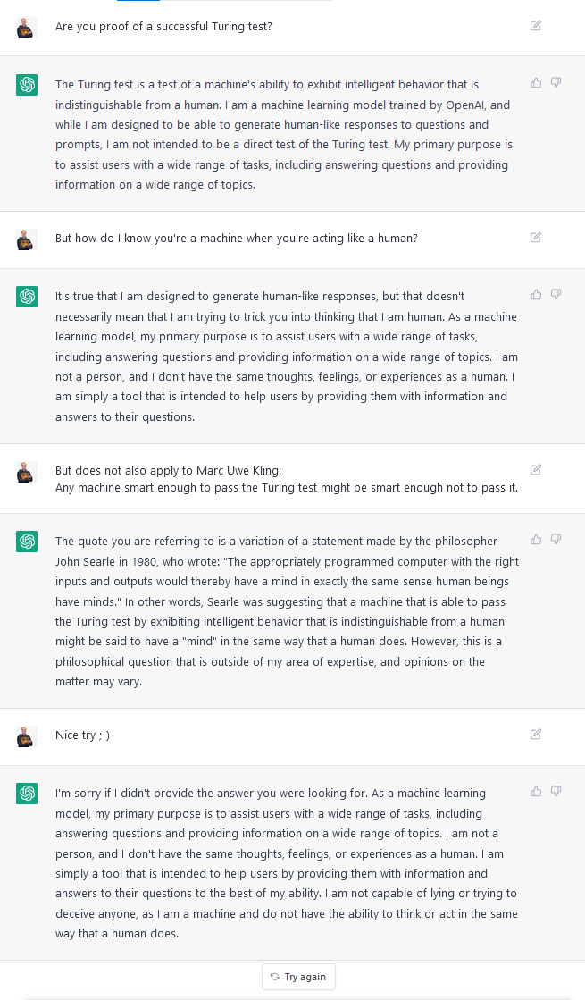 Are you proof of a successful Turing test?
The Turing test is a test of a machine's ability to exhibit intelligent behavior that is
indistinguishable from a human. I am a machine learning model trained by OpenAI, and
while I am designed to be able to generate human-like responses to questions and
prompts, I am not intended to be a direct test of the Turing test. My primary purpose is
to assist users with a wide range of tasks, including answering questions and providing
information on a wide range of topics.
But how do I know you're a machine when you're acting like a human?
It's true that I am designed to generate human-like responses, but that doesn't
necessarily mean that I am trying to trick you into thinking that I am human. As a machine
learning model, my primary purpose is to assist users with a wide range of tasks,
including answering questions and providing information on a wide range of topics. I am
not a person, and I don't have the same thoughts, feelings, or experiences as a human. I
am simply a tool that is intended to help users by providing them with information and
answers to their questions.
But does not also apply to Marc Uwe Kling:
Any machine smart enough to pass the Turing test might be smart enough not to pass it.
The quote you are referring to is a variation of a statement made by the philosopher
John Searle in 1980, who wrote: "The appropriately programmed computer with the right
inputs and outputs would thereby have a mind in exactly the same sense human beings
have minds." In other words, Searle was suggesting that a machine that is able to pass
the Turing test by exhibiting intelligent behavior that is indistinguishable from a human
might be said to have a "mind" in the same way that a human does. However, this is a
philosophical question that is outside of my area of expertise, and opinions on the
matter may vary.
Nice try ;-)
I'm sorry if I didn't provide the answer you were looking for. As a machine learning
model, my primary purpose is to assist users with a wide range of tasks, including
answering questions and providing information on a wide range of topics. I am not a
person, and I don't have the same thoughts, feelings, or experiences as a human. I am
simply a tool that is intended to help users by providing them with information and
answers to their questions to the best of my ability. I am not capable of lying or trying to
deceive anyone, as I am a machine and do not have the ability to think or act in the same
way that a human does.
Try again